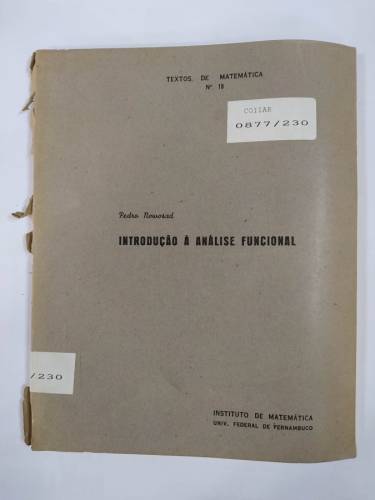 TEXTOS DE MATEMÁTICA
Nº 18
COIIAR
0877/230
Pedro Nowosad
INTRODUÇÃO À ANÁLISE FUNCIONAL
/230
INSTITUTO DE MATEMÁTICA
UNIV. FEDERAL DE PERNAMBUCO